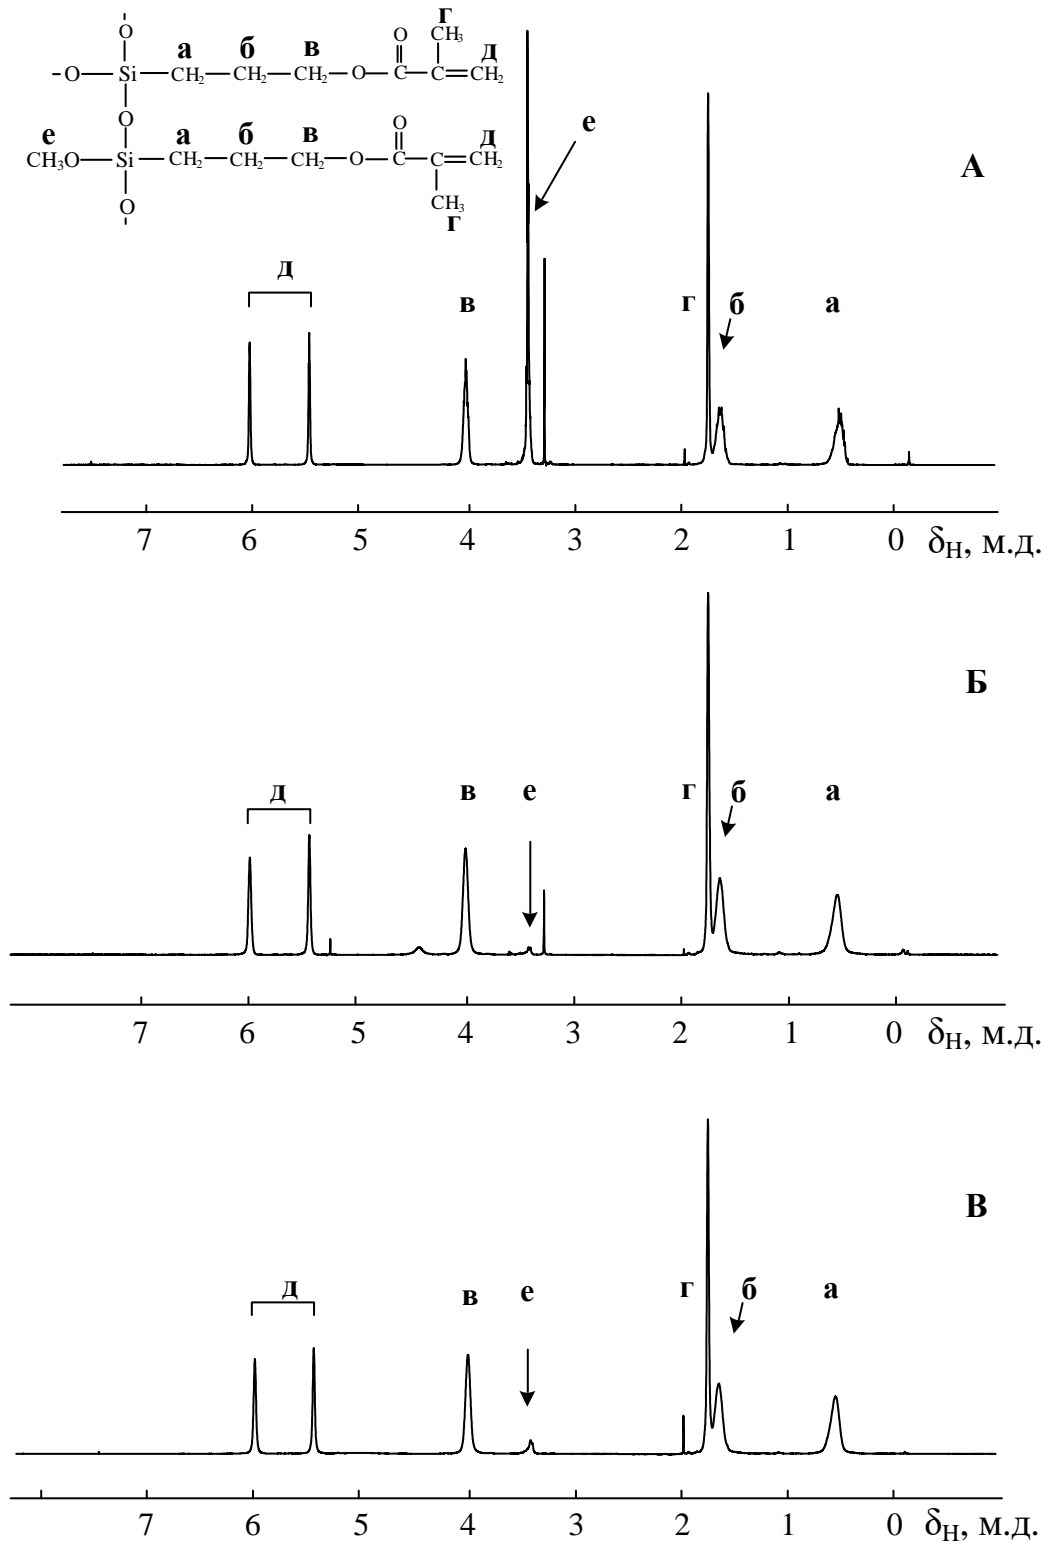 г
O O CH₃ д
а б в
-O Si CH₂ CH₂ CH₂ O C C CH₂
O O
е а б в д
CH₃O Si CH₂ CH₂ CH₂ O C C CH₂
O CH₃
г
е
А
д в г б а
7 6 5 4 3 2 1 0 δH, м.д.
Б
д в е г б а
7 6 5 4 3 2 1 0 δH, м.д.
В
д в е г б а
7 6 5 4 3 2 1 0 δH, м.д.